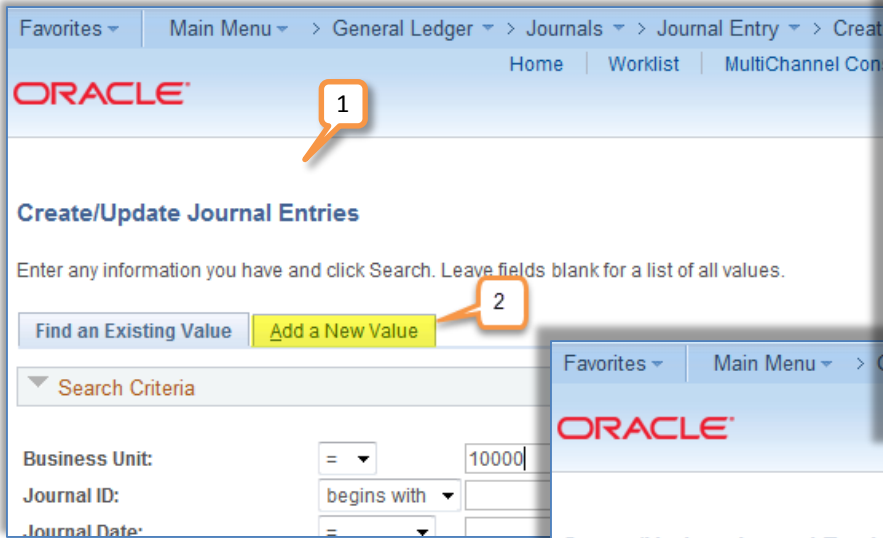 Favorites Main Menu > General Ledger > Journals > Journal Entry > Creat
Home Worklist MultiChannel Con
ORACLE
1
Create/Update Journal Entries
Enter any information you have and click Search. Leave fields blank for a list of all values.
2
Find an Existing Value Add a New Value
Search Criteria
Business Unit: = 10000
Journal ID: begins with
Journal Date: =
Favorites Main Menu >
ORACLE